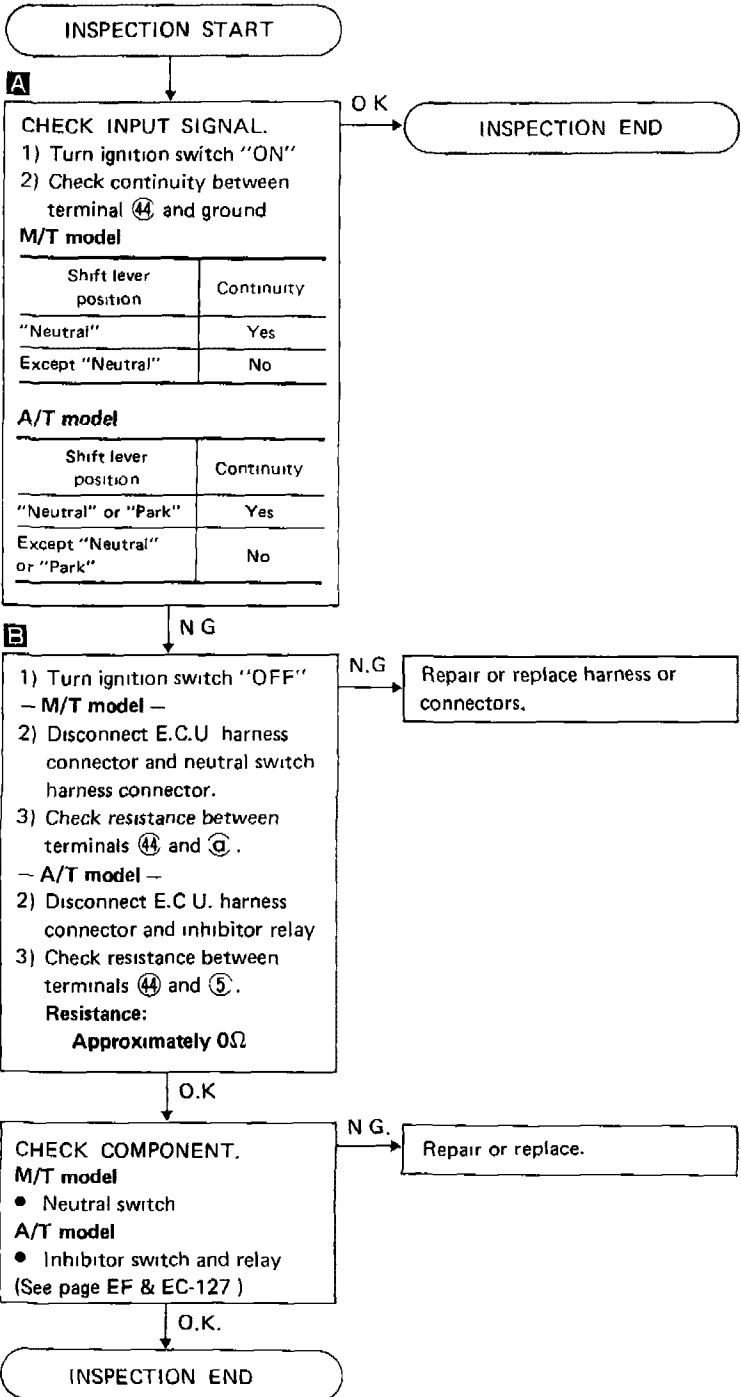 INSPECTION START
A
CHECK INPUT SIGNAL.
1) Turn ignition switch "ON"
2) Check continuity between
terminal 44 and ground
M/T model
Shift lever
position
Continuity
"Neutral" Yes
Except "Neutral" No
A/T model
Shift lever
position
Continuity
"Neutral" or "Park" Yes
Except "Neutral"
or "Park"
No
O K
INSPECTION END
N G
B
1) Turn ignition switch "OFF"
– M/T model –
2) Disconnect E.C.U harness
connector and neutral switch
harness connector.
3) Check resistance between
terminals 44 and a .
– A/T model –
2) Disconnect E.C U. harness
connector and inhibitor relay
3) Check resistance between
terminals 44 and 5 .
Resistance:
Approximately 0Ω
N.G
Repair or replace harness or
connectors.
O.K
CHECK COMPONENT.
M/T model
● Neutral switch
A/T model
● Inhibitor switch and relay
(See page EF & EC-127 )
N G.
Repair or replace.
O.K.
INSPECTION END